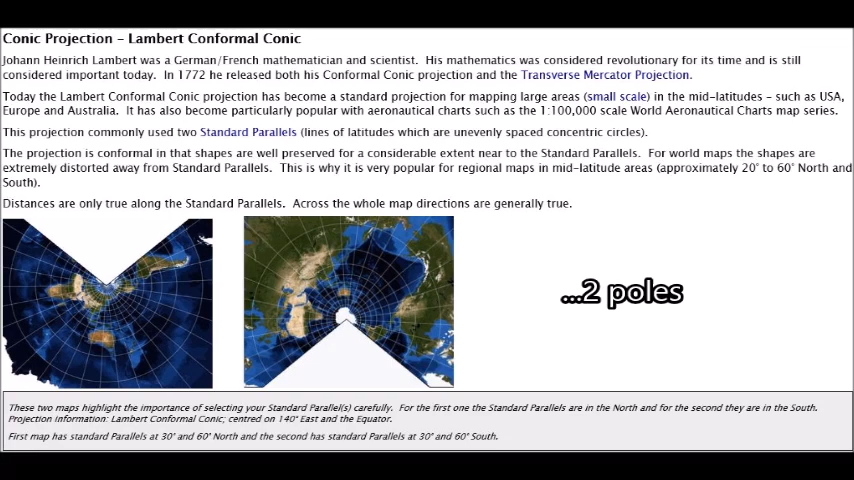 Conic Projection – Lambert Conformal Conic
Johann Heinrich Lambert was a German/French mathematician and scientist. His mathematics was considered revolutionary for its time and is still
considered important today. In 1772 he released both his Conformal Conic projection and the Transverse Mercator Projection.
Today the Lambert Conformal Conic projection has become a standard projection for mapping large areas (small scale) in the mid-latitudes – such as USA,
Europe and Australia. It has also become particularly popular with aeronautical charts such as the 1:100,000 scale World Aeronautical Charts map series.
This projection commonly used two Standard Parallels (lines of latitudes which are unevenly spaced concentric circles).
The projection is conformal in that shapes are well preserved for a considerable extent near to the Standard Parallels. For world maps the shapes are
extremely distorted away from Standard Parallels. This is why it is very popular for regional maps in mid-latitude areas (approximately 20° to 60° North and
South).
Distances are only true along the Standard Parallels. Across the whole map directions are generally true.
...2 poles
These two maps highlight the importance of selecting your Standard Parallel(s) carefully. For the first one the Standard Parallels are in the North and for the second they are in the South.
Projection information: Lambert Conformal Conic; centred on 140° East and the Equator.
First map has standard Parallels at 30° and 60° North and the second has standard Parallels at 30° and 60° South.